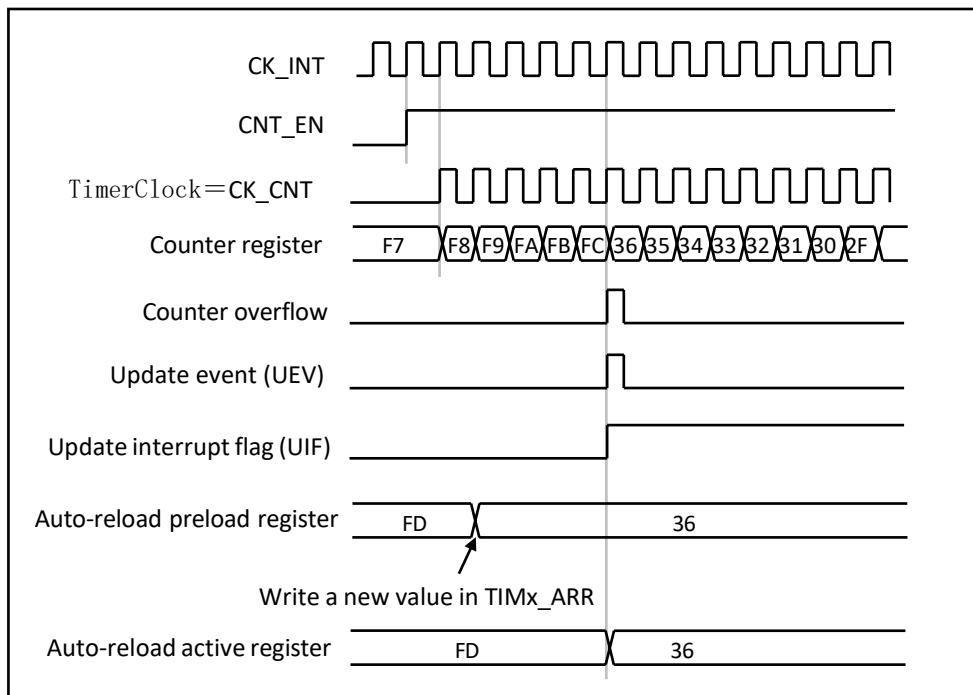 CK_INT
CNT_EN
TimerClock＝CK_CNT
Counter register F7 F8 F9 FA FB FC 36 35 34 33 32 31 30 2F
Counter overflow
Update event (UEV)
Update interrupt flag (UIF)
Auto-reload preload register FD 36
Write a new value in TIMx_ARR
Auto-reload active register FD 36